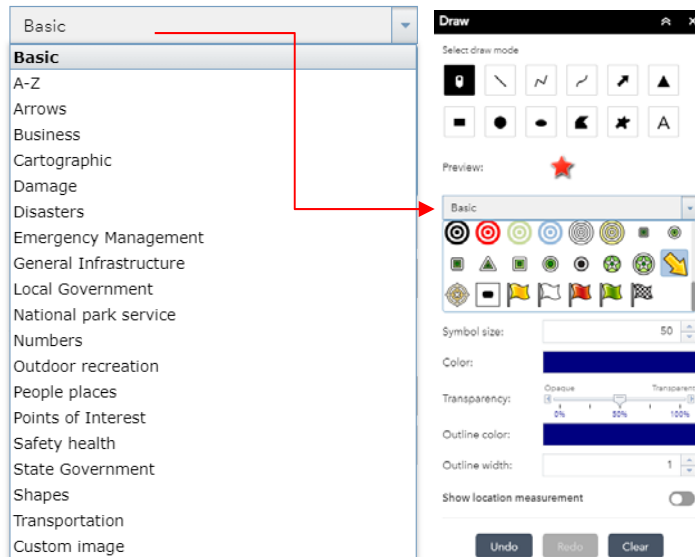 Basic
Basic
A-Z
Arrows
Business
Cartographic
Damage
Disasters
Emergency Management
General Infrastructure
Local Government
National park service
Numbers
Outdoor recreation
People places
Points of Interest
Safety health
State Government
Shapes
Transportation
Custom image
Draw
Select draw mode
A
Preview:
Basic
Symbol size: 50
Color:
Opaque Transparent
Transparency:
0% 50% 100%
Outline color:
Outline width: 1
Show location measurement
Undo Redo Clear